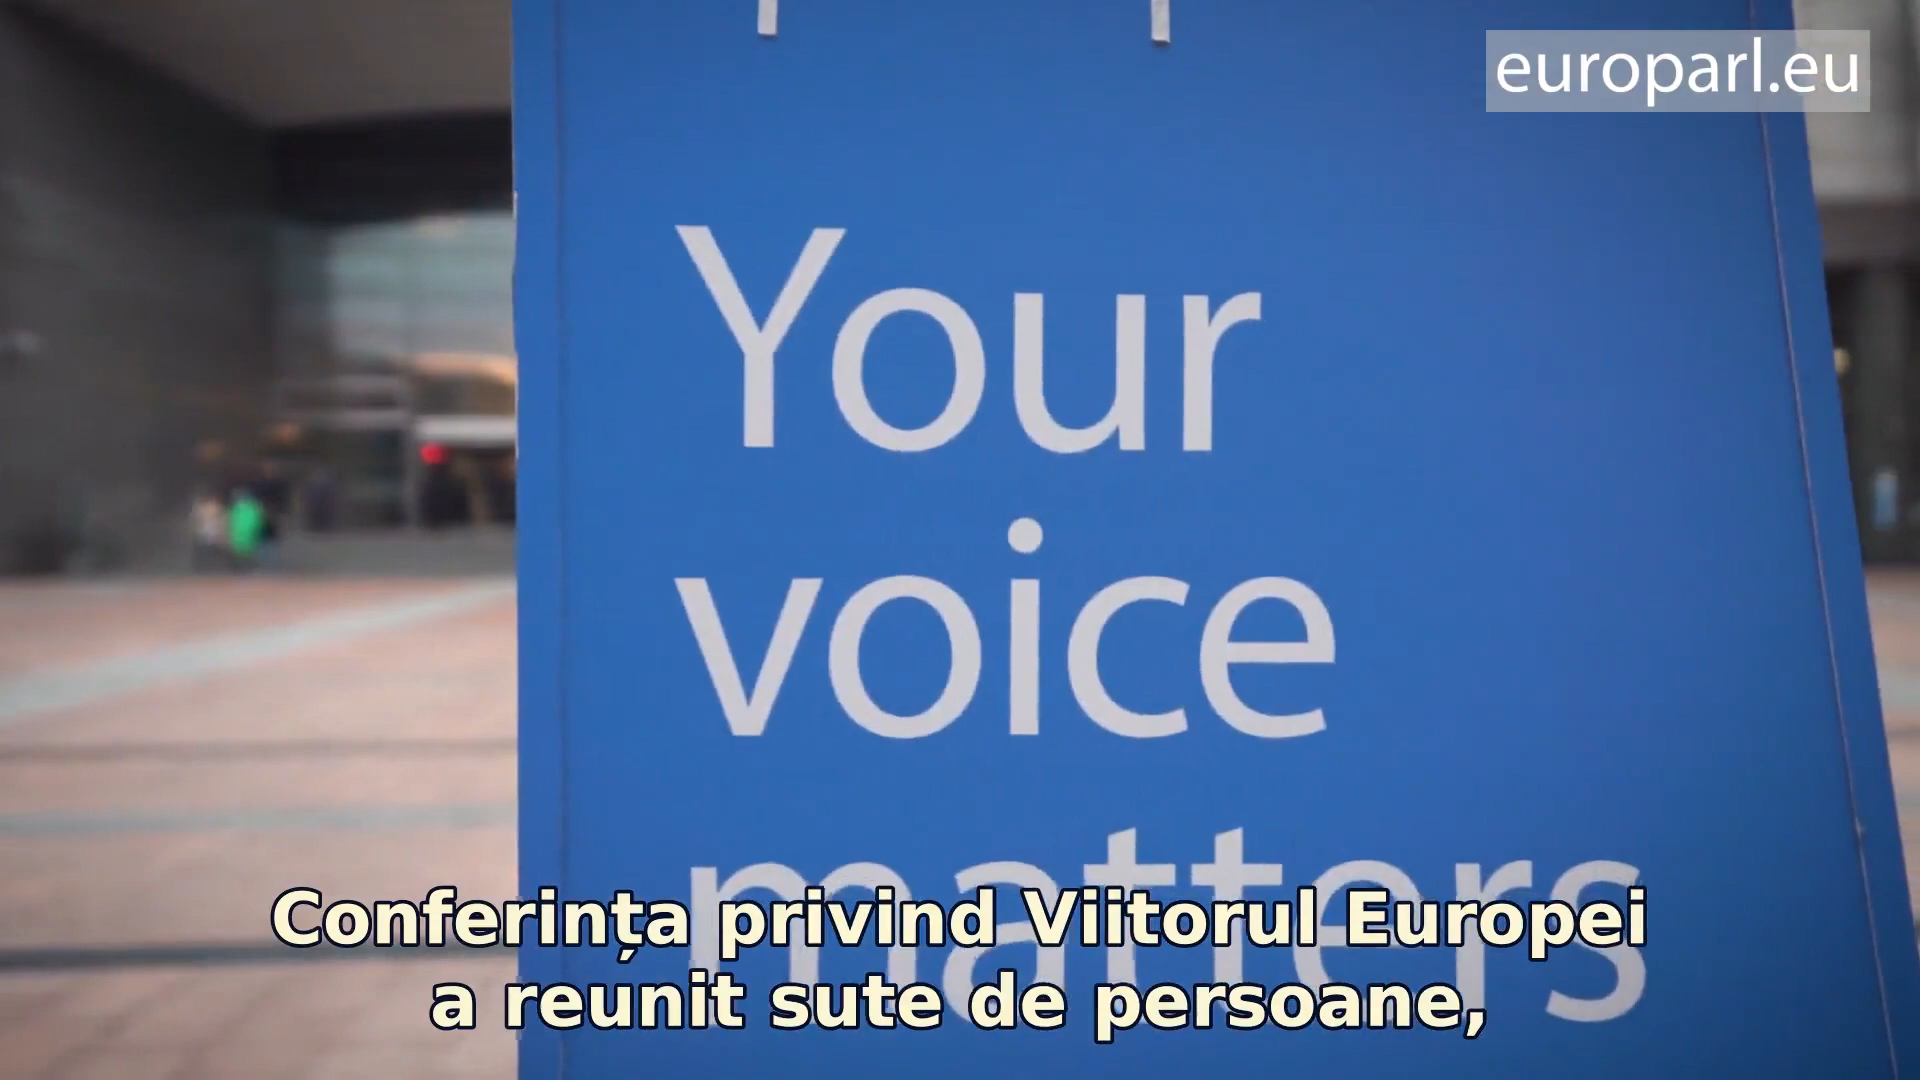 europarl.eu
Your
voice
matters
Conferința privind Viitorul Europei
a reunit sute de persoane,